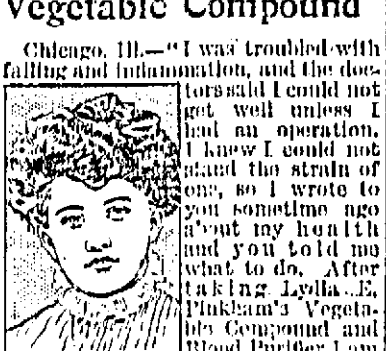 Vegetable Compound
Chicago, Ill.—"I was troubled with
falling and inflammation, and the doc-
tors said I could not
get well unless I
had an operation.
I knew I could not
stand the strain of
one, so I wrote to
you sometime ago
about my health
and you told me
what to do. After
taking Lydia E.
Pinkham's Vegeta-
ble Compound and
Blood Purifier I am